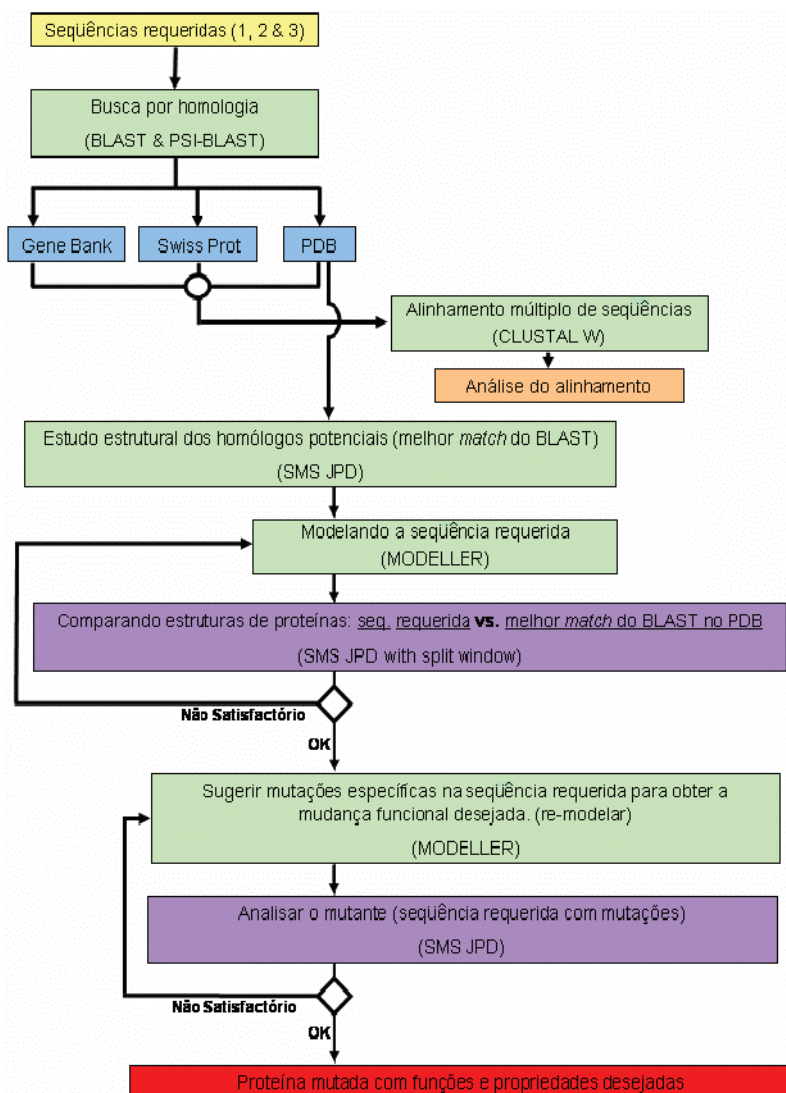 Seqüências requeridas (1, 2 & 3)
Busca por homologia
(BLAST & PSI-BLAST)
Gene Bank
Swiss Prot
PDB
Alinhamento múltiplo de seqüências
(CLUSTAL W)
Análise do alinhamento
Estudo estrutural dos homólogos potenciais (melhor match do BLAST)
(SMS JPD)
Modelando a seqüência requerida
(MODELLER)
Comparando estruturas de proteínas: seq. requerida vs. melhor match do BLAST no PDB
(SMS JPD with split window)
Não Satisfactório
OK
Sugerir mutações específicas na seqüência requerida para obter a
mudança funcional desejada. (re-modelar)
(MODELLER)
Analisar o mutante (seqüência requerida com mutações)
(SMS JPD)
Não Satisfactório
OK
Proteína mutada com funções e propriedades desejadas